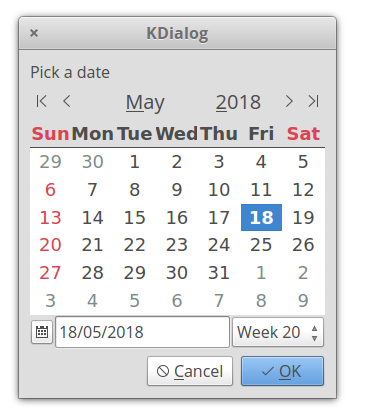 KDialog
Pick a date
May 2018
Sun Mon Tue Wed Thu Fri Sat
29 30 1 2 3 4 5
6 7 8 9 10 11 12
13 14 15 16 17 18 19
20 21 22 23 24 25 26
27 28 29 30 31 1 2
3 4 5 6 7 8 9
18/05/2018 Week 20
Cancel OK